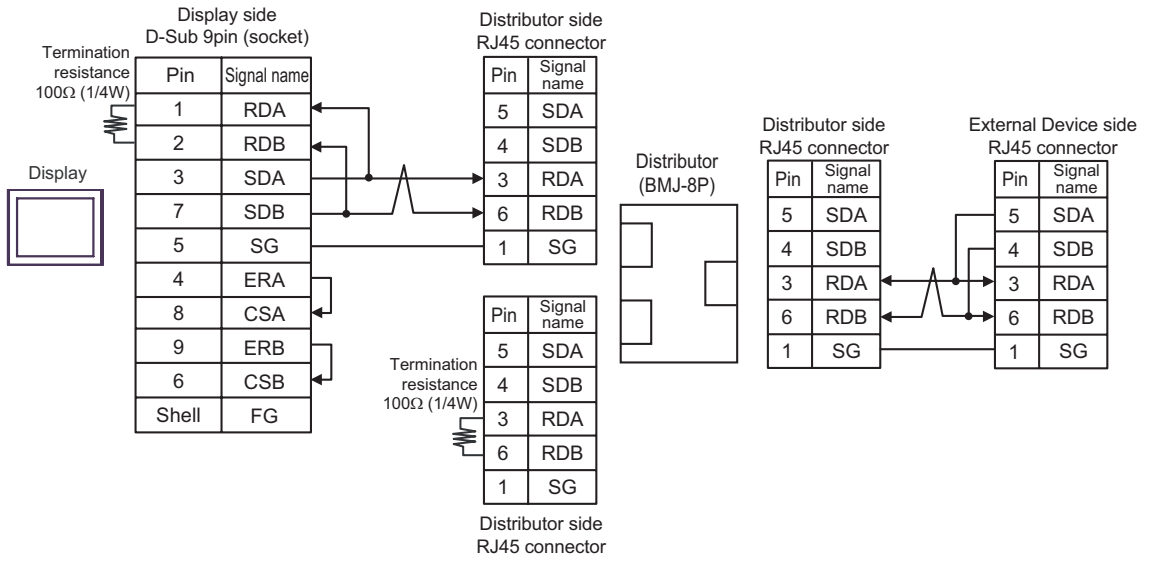 Display side
D-Sub 9pin (socket)
Termination
resistance
100Ω (1/4W)
Pin Signal name
1 RDA
2 RDB
3 SDA
7 SDB
5 SG
4 ERA
8 CSA
9 ERB
6 CSB
Shell FG
Display
Distributor side
RJ45 connector
Pin Signal
name
5 SDA
4 SDB
3 RDA
6 RDB
1 SG
Termination
resistance
100Ω (1/4W)
Pin Signal
name
5 SDA
4 SDB
3 RDA
6 RDB
1 SG
Distributor side
RJ45 connector
Distributor
(BMJ-8P)
Distributor side
RJ45 connector
Pin Signal
name
5 SDA
4 SDB
3 RDA
6 RDB
1 SG
External Device side
RJ45 connector
Pin Signal
name
5 SDA
4 SDB
3 RDA
6 RDB
1 SG